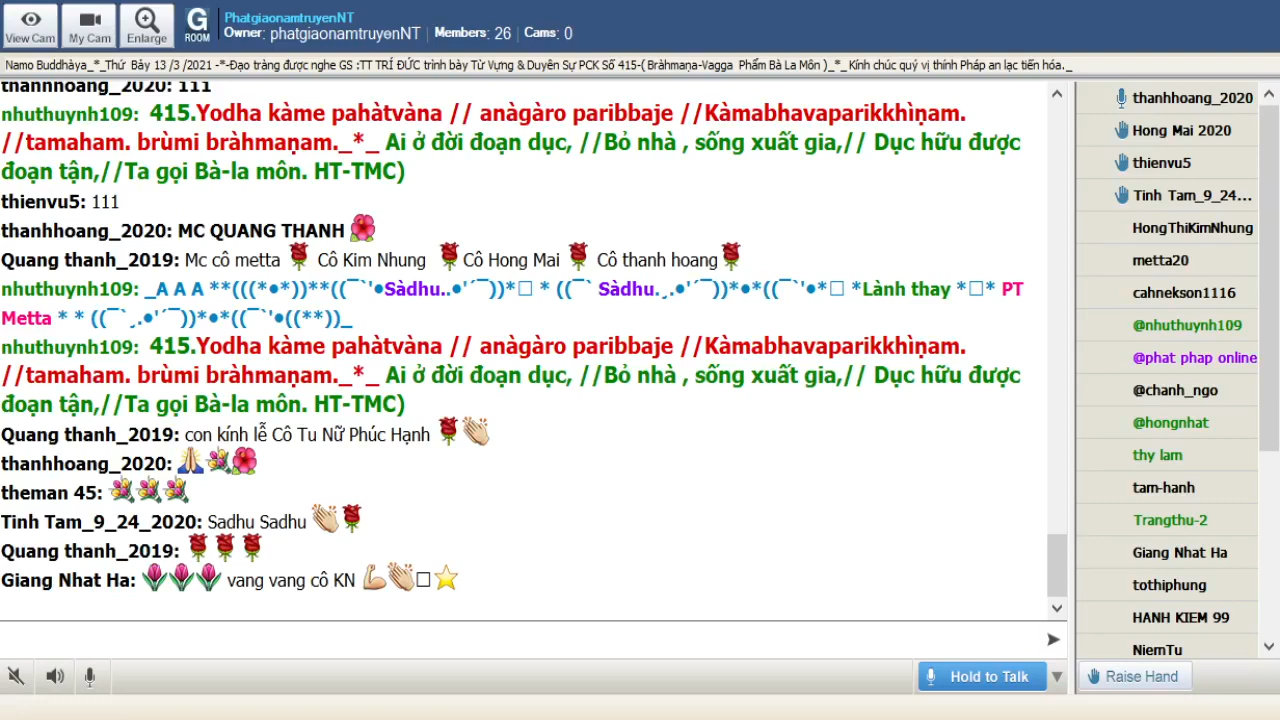 View Cam
My Cam
Enlarge
G
ROOM
PhatgiaonamtruyenNT
Owner: phatgiaonamtruyenNT | Members: 26 | Cams: 0
Namo Buddhàya_*_Thứ Bảy 13 /3 /2021 -*-Đạo tràng được nghe GS :TT TRÍ ĐỨC trình bày Từ Vựng & Duyên Sự PCK Số 415-( Bràhmaṇa-Vagga Phẩm Bà La Môn )_*_Kính chúc quý vị thính Pháp an lạc tiến hóa._
thanhhoang_2020: 111
nhuthuynh109: 415.Yodha kàme pahàtvàna // anàgàro paribbaje //Kàmabhavaparikkhìṇam.
//tamaham. brùmi bràhmaṇam._*_ Ai ở đời đoạn dục, //Bỏ nhà , sống xuất gia,// Dục hữu được
đoạn tận,//Ta gọi Bà-la môn. HT-TMC)
thienvu5: 111
thanhhoang_2020: MC QUANG THANH 🌺
Quang thanh_2019: Mc cô metta 🌹 Cô Kim Nhung 🌹Cô Hong Mai 🌹 Cô thanh hoang🌹
nhuthuynh109: _A A A **(((*•*))**((¯`'•Sàdhu..•'´¯))*□ * ((¯` Sàdhu.¸.•'´¯))*•*((¯`'•*□ *Lành thay *□* PT
Metta * * ((¯`¸.•'´¯))*•*((¯`'•((**))_
nhuthuynh109: 415.Yodha kàme pahàtvàna // anàgàro paribbaje //Kàmabhavaparikkhìṇam.
//tamaham. brùmi bràhmaṇam._*_ Ai ở đời đoạn dục, //Bỏ nhà , sống xuất gia,// Dục hữu được
đoạn tận,//Ta gọi Bà-la môn. HT-TMC)
Quang thanh_2019: con kính lễ Cô Tu Nữ Phúc Hạnh 🌹👏
thanhhoang_2020: 🙏💐🌺
theman 45: 💐💐💐
Tinh Tam_9_24_2020: Sadhu Sadhu 👏🌹
Quang thanh_2019: 🌹🌹🌹
Giang Nhat Ha: 🌷🌷🌷 vang vang cô KN 💪👏□⭐
Hold to Talk
thanhhoang_2020
Hong Mai 2020
thienvu5
Tinh Tam_9_24...
HongThiKimNhung
metta20
cahnekson1116
@nhuthuynh109
@phat phap online
@chanh_ngo
@hongnhat
thy lam
tam-hanh
Trangthu-2
Giang Nhat Ha
tothiphung
HANH KIEM 99
NiemTu
Raise Hand